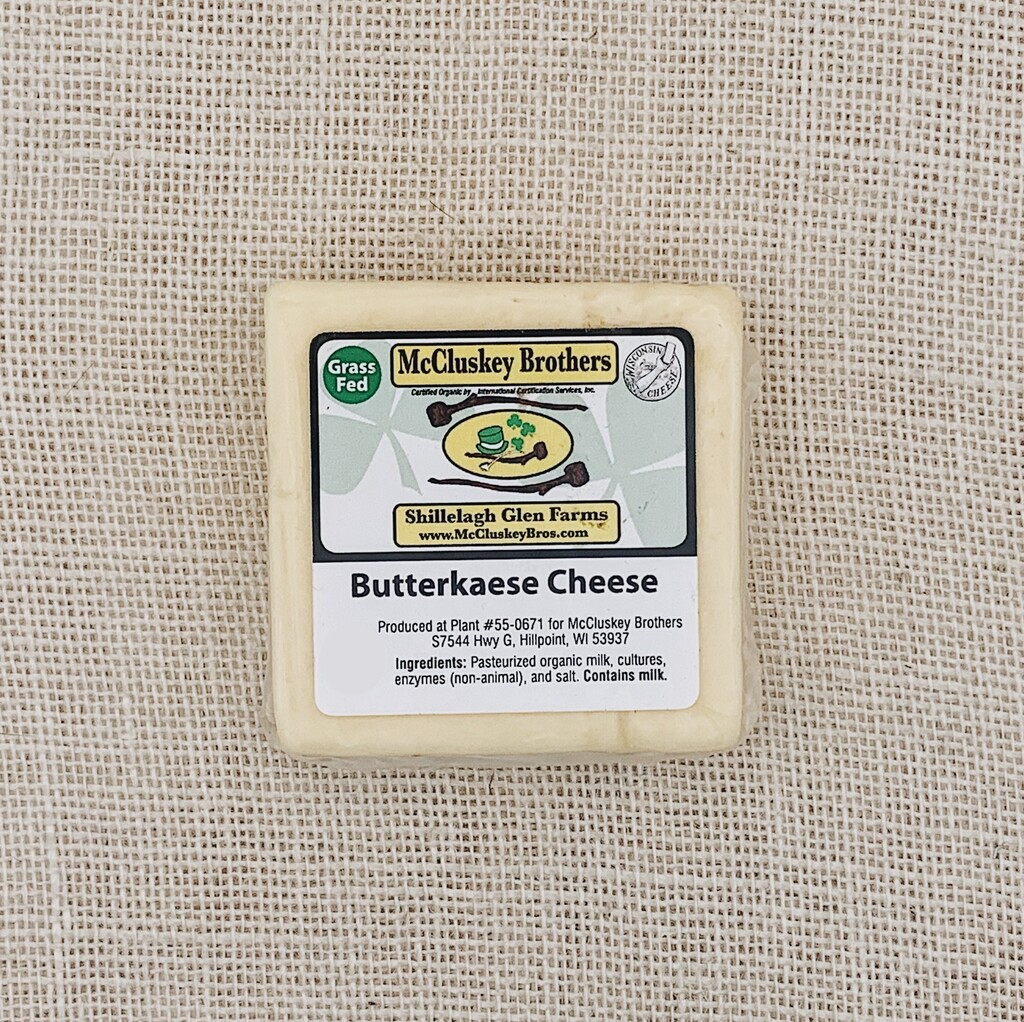 Grass
Fed
McCluskey Brothers
WISCONSIN
CHEESE
Certified Organic by International Certification Services, Inc.
Shillelagh Glen Farms
www.McCluskeyBros.com
Butterkaese Cheese
Produced at Plant #55-0671 for McCluskey Brothers
S7544 Hwy G, Hillpoint, WI 53937
Ingredients: Pasteurized organic milk, cultures,
enzymes (non-animal), and salt. Contains milk.